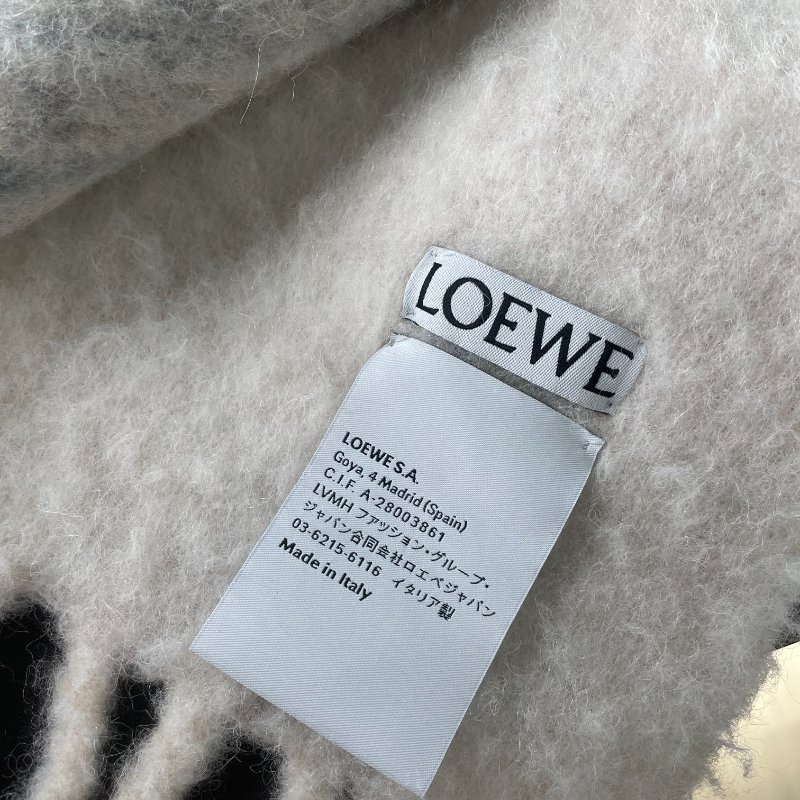 LOEWE
LOEWE S.A.
Goya, 4 Madrid (Spain)
C.I.F. A-28003861
LVMH ファッション・グループ・
ジャパン合同会社ロエベジャパン
03-6215-6116 イタリア製
Made in Italy